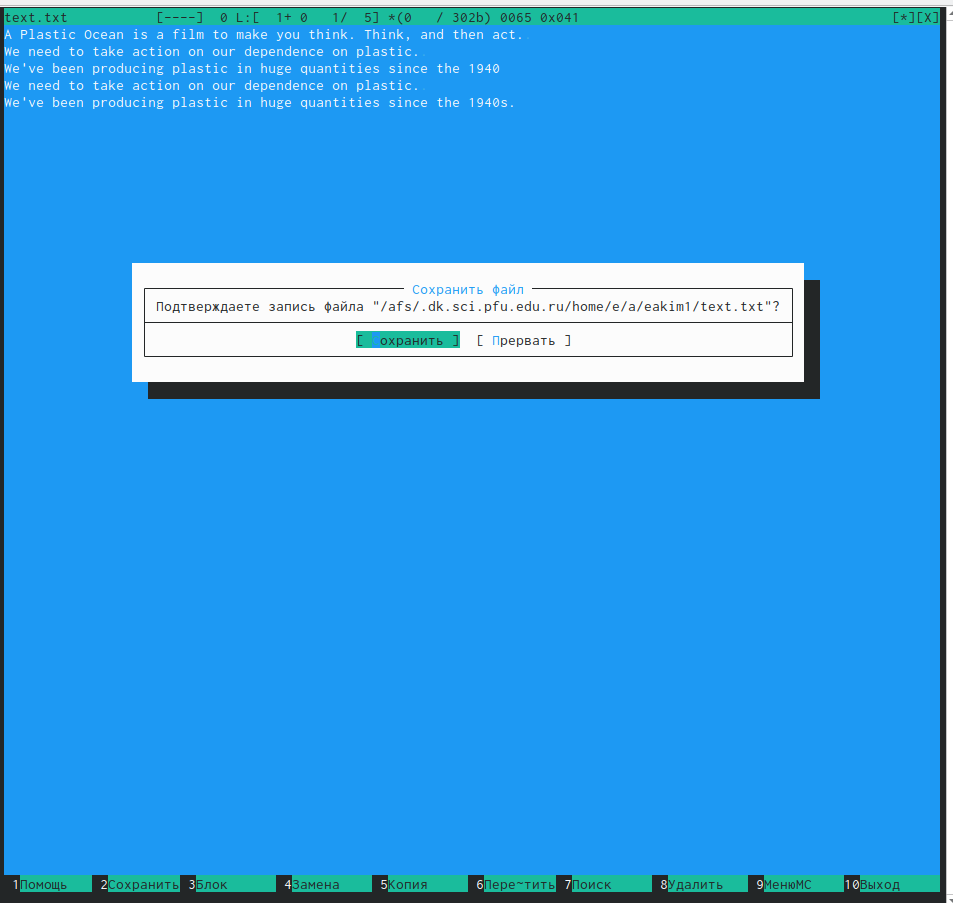 text.txt [----] 0 L:[ 1+ 0 1/ 5] *(0 / 302b) 0065 0x041 [*][X]
A Plastic Ocean is a film to make you think. Think, and then act.
We need to take action on our dependence on plastic.
We've been producing plastic in huge quantities since the 1940
We need to take action on our dependence on plastic.
We've been producing plastic in huge quantities since the 1940s.
Сохранить файл
Подтверждаете запись файла "/afs/.dk.sci.pfu.edu.ru/home/e/a/eakim1/text.txt"?
[ охранить ] [ Прервать ]
1Помощь 2Сохранить 3Блок 4Замена 5Копия 6Пере~тить 7Поиск 8Удалить 9МенюMC 10Выход